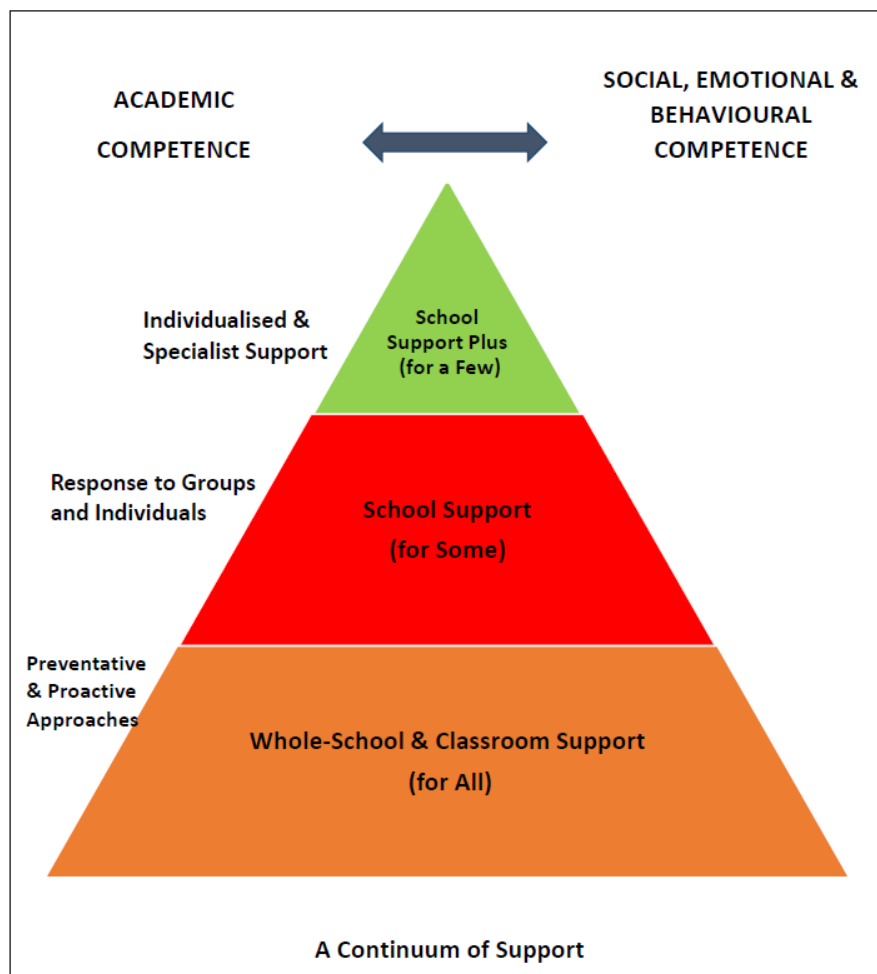 ACADEMIC
COMPETENCE
SOCIAL, EMOTIONAL &
BEHAVIOURAL
COMPETENCE
Individualised &
Specialist Support
School
Support Plus
(for a Few)
Response to Groups
and Individuals
School Support
(for Some)
Preventative
& Proactive
Approaches
Whole-School & Classroom Support
(for All)
A Continuum of Support